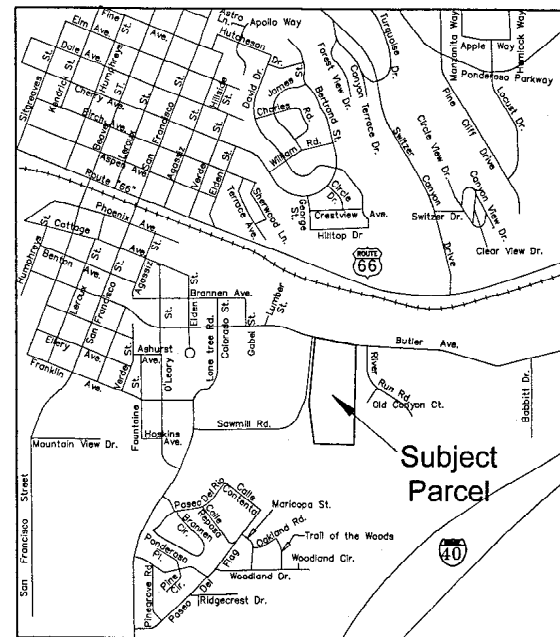 Pine St.
Elm Ave.
Dale Ave.
Cherry Ave.
Birch Ave.
Aspen Ave.
Route "66"
Sitgreaves St.
Kendrick St.
Humphreys ST.
Beaver
Leroux
San Francisco St.
Agassiz St.
Verde St.
Elden St.
Hillside St.
Terrace Ave.
Sherwood Ln.
Astro Ln.
Apollo Way
Hutcheson Dr.
David Dr.
James St.
Charles Rd.
William Rd.
Bertrand St.
Forest View Dr.
Canyon Terrace Dr.
Turquoise Dr.
Switzer Canyon Drive
Circle View Dr.
Pine Cliff Drive
Manzanita Way
Apple Way
Hemlock Way
Ponderosa Parkway
Locust Dr.
Canyon View Dr.
Switzer Dr.
Clear View Dr.
Circle Dr.
George St.
Crestview Ave.
Hilltop Dr
ROUTE
66
Phoenix Ave.
Cottage Ave.
Benton Ave.
Humphreys St.
Leroux St.
San Francisco St.
Agassiz St.
Ellery Ave.
Franklin Ave.
Verde St.
Elden St.
Brannen Ave.
Ashurst Ave.
O'Leary St.
Fountaine St.
Lone tree Rd.
Colorado St.
Gabel St.
Lumber St.
Butler Ave.
River Run Rd.
Old Canyon Ct.
Babbitt Dr.
Sawmill Rd.
Hoskins Ave.
Mountain View Dr.
San Francisco Street
Subject
Parcel
40
Paseo Del Rio
Calle Contenta
Calle Peposa
Brannen Cir.
Maricopa St.
Oakland Rd.
Trail of the Woods
Woodland Cir.
Woodland Dr.
Ponderosa Pl.
Pine Cir.
Pinegrove Rd.
Paseo Del Flag
Ridgecrest Dr.